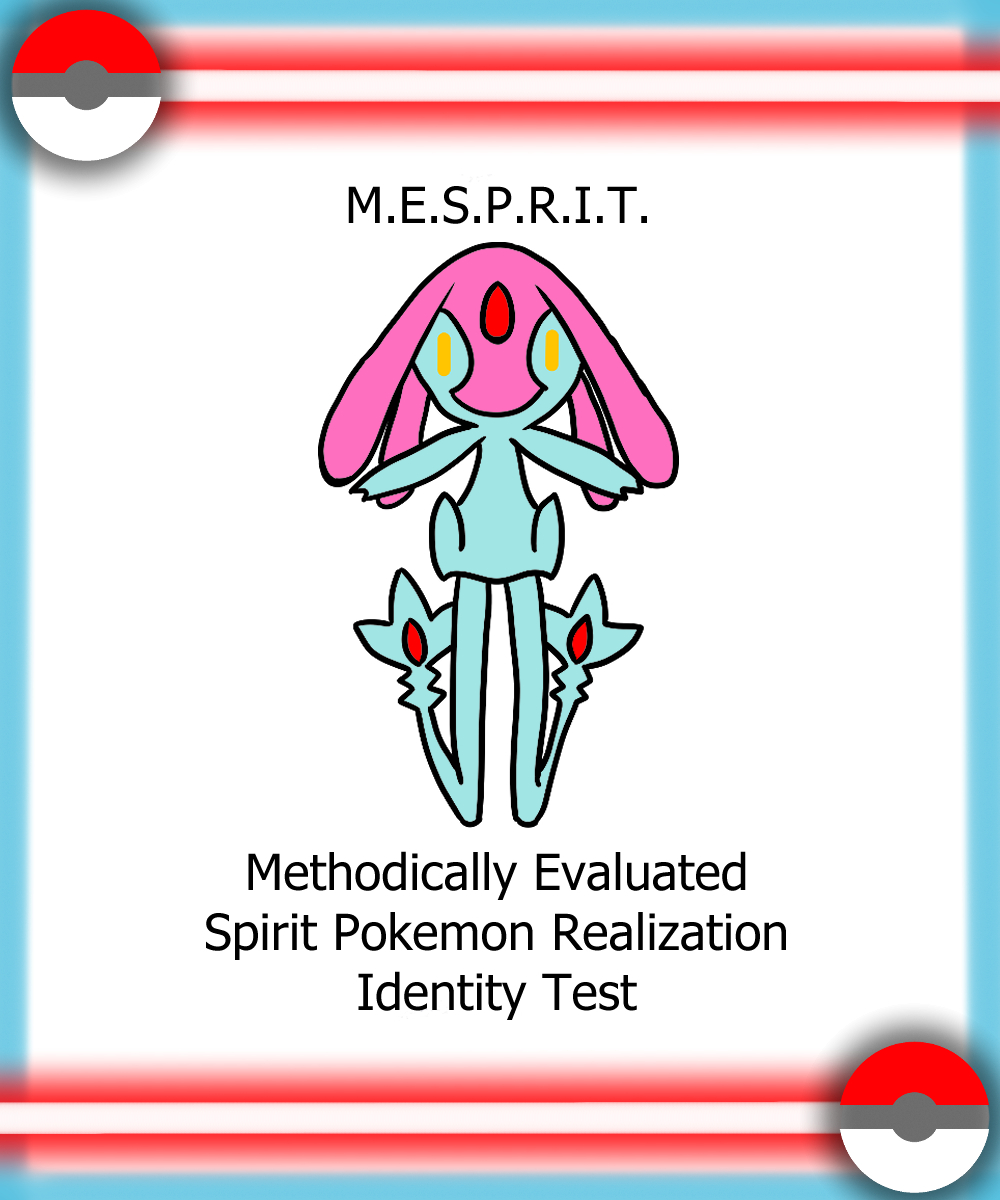 M.E.S.P.R.I.T.
Methodically Evaluated
Spirit Pokemon Realization
Identity Test